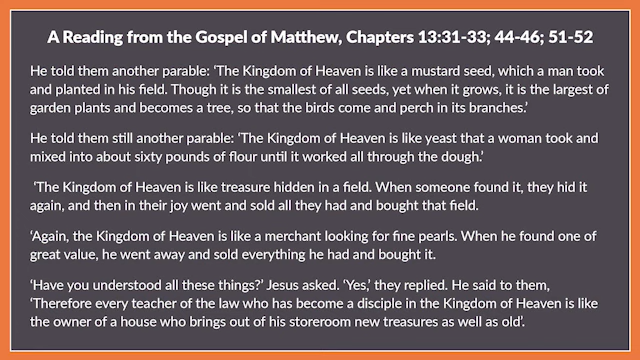 A Reading from the Gospel of Matthew, Chapters 13:31-33; 44-46; 51-52
He told them another parable: ‘The Kingdom of Heaven is like a mustard seed, which a man took
and planted in his field. Though it is the smallest of all seeds, yet when it grows, it is the largest of
garden plants and becomes a tree, so that the birds come and perch in its branches.’
He told them still another parable: ‘The Kingdom of Heaven is like yeast that a woman took and
mixed into about sixty pounds of flour until it worked all through the dough.’
‘The Kingdom of Heaven is like treasure hidden in a field. When someone found it, they hid it
again, and then in their joy went and sold all they had and bought that field.
‘Again, the Kingdom of Heaven is like a merchant looking for fine pearls. When he found one of
great value, he went away and sold everything he had and bought it.
‘Have you understood all these things?’ Jesus asked. ‘Yes,’ they replied. He said to them,
‘Therefore every teacher of the law who has become a disciple in the Kingdom of Heaven is like
the owner of a house who brings out of his storeroom new treasures as well as old’.